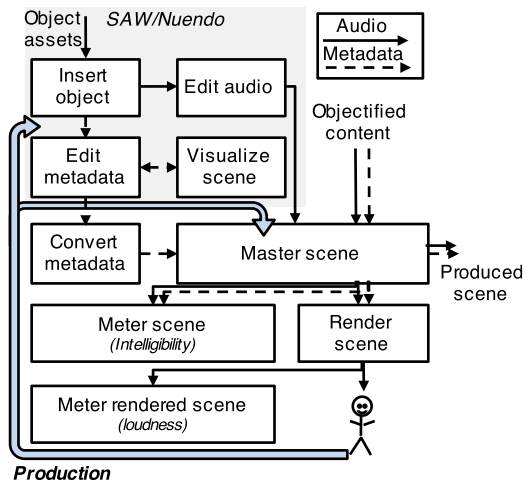 Object
assets
SAW/Nuendo
Audio
Metadata
Insert
object
Edit audio
Objectified
content
Edit
metadata
Visualize
scene
Convert
metadata
Master scene
Produced
scene
Meter scene
(Intelligibility)
Render
scene
Meter rendered scene
(loudness)
Production